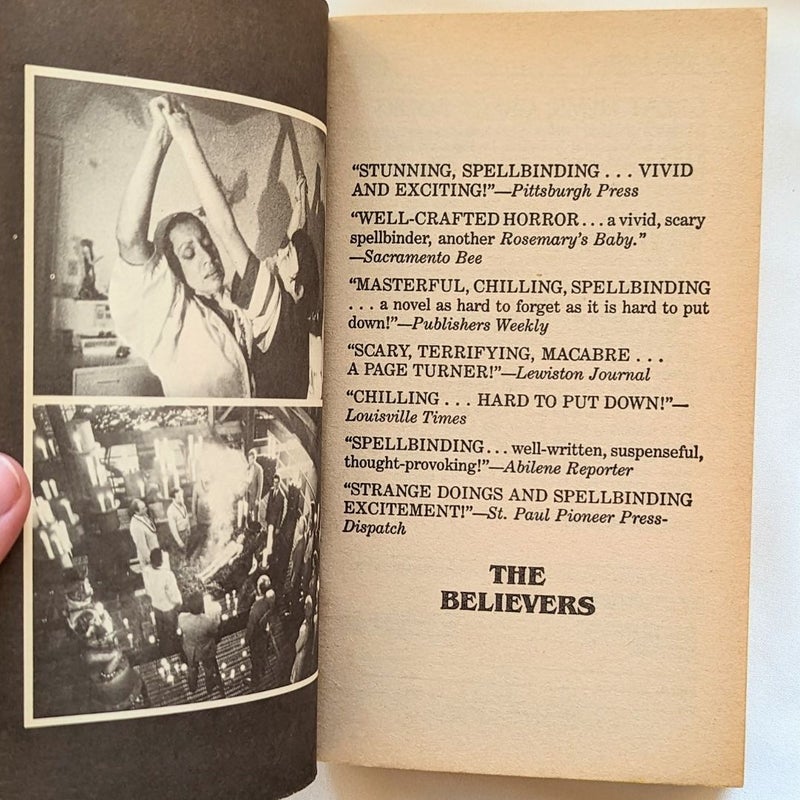 “STUNNING, SPELLBINDING . . . VIVID
AND EXCITING!”—Pittsburgh Press
“WELL-CRAFTED HORROR . . . a vivid, scary
spellbinder, another Rosemary’s Baby.”
—Sacramento Bee
“MASTERFUL, CHILLING, SPELLBINDING
. . . a novel as hard to forget as it is hard to put
down!”—Publishers Weekly
“SCARY, TERRIFYING, MACABRE . . .
A PAGE TURNER!”—Lewiston Journal
“CHILLING . . . HARD TO PUT DOWN!”—
Louisville Times
“SPELLBINDING . . . well-written, suspenseful,
thought-provoking!”—Abilene Reporter
“STRANGE DOINGS AND SPELLBINDING
EXCITEMENT!”—St. Paul Pioneer Press-
Dispatch
THE
BELIEVERS